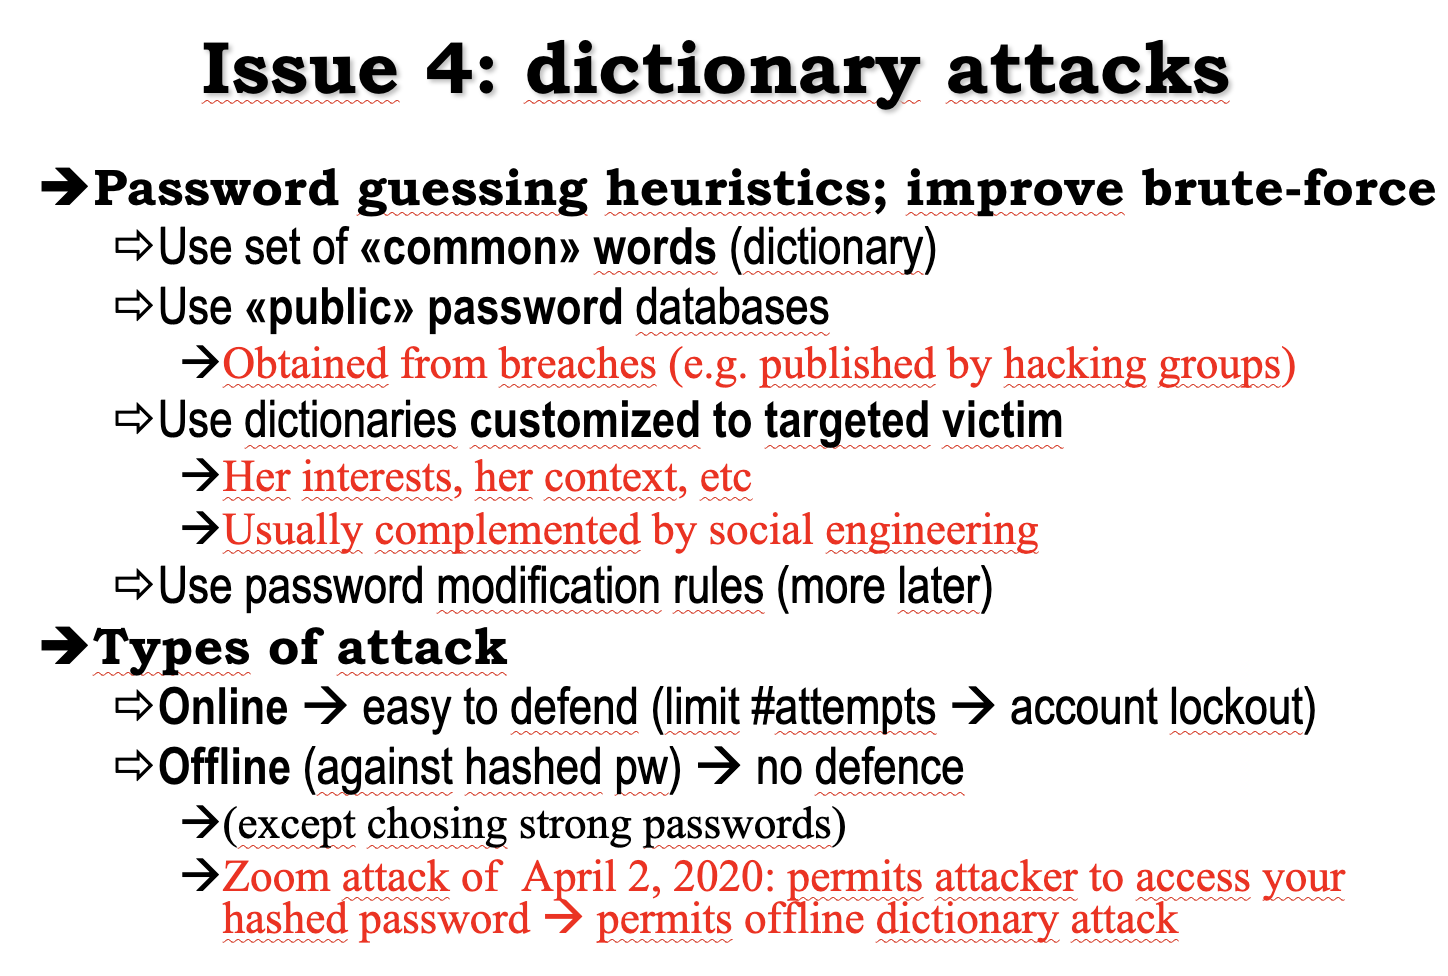 Issue 4: dictionary attacks
➔Password guessing heuristics; improve brute-force
⇨Use set of «common» words (dictionary)
⇨Use «public» password databases
→Obtained from breaches (e.g. published by hacking groups)
⇨Use dictionaries customized to targeted victim
→Her interests, her context, etc
→Usually complemented by social engineering
⇨Use password modification rules (more later)
➔Types of attack
⇨Online → easy to defend (limit #attempts → account lockout)
⇨Offline (against hashed pw) → no defence
→(except chosing strong passwords)
→Zoom attack of  April 2, 2020: permits attacker to access your
hashed password → permits offline dictionary attack